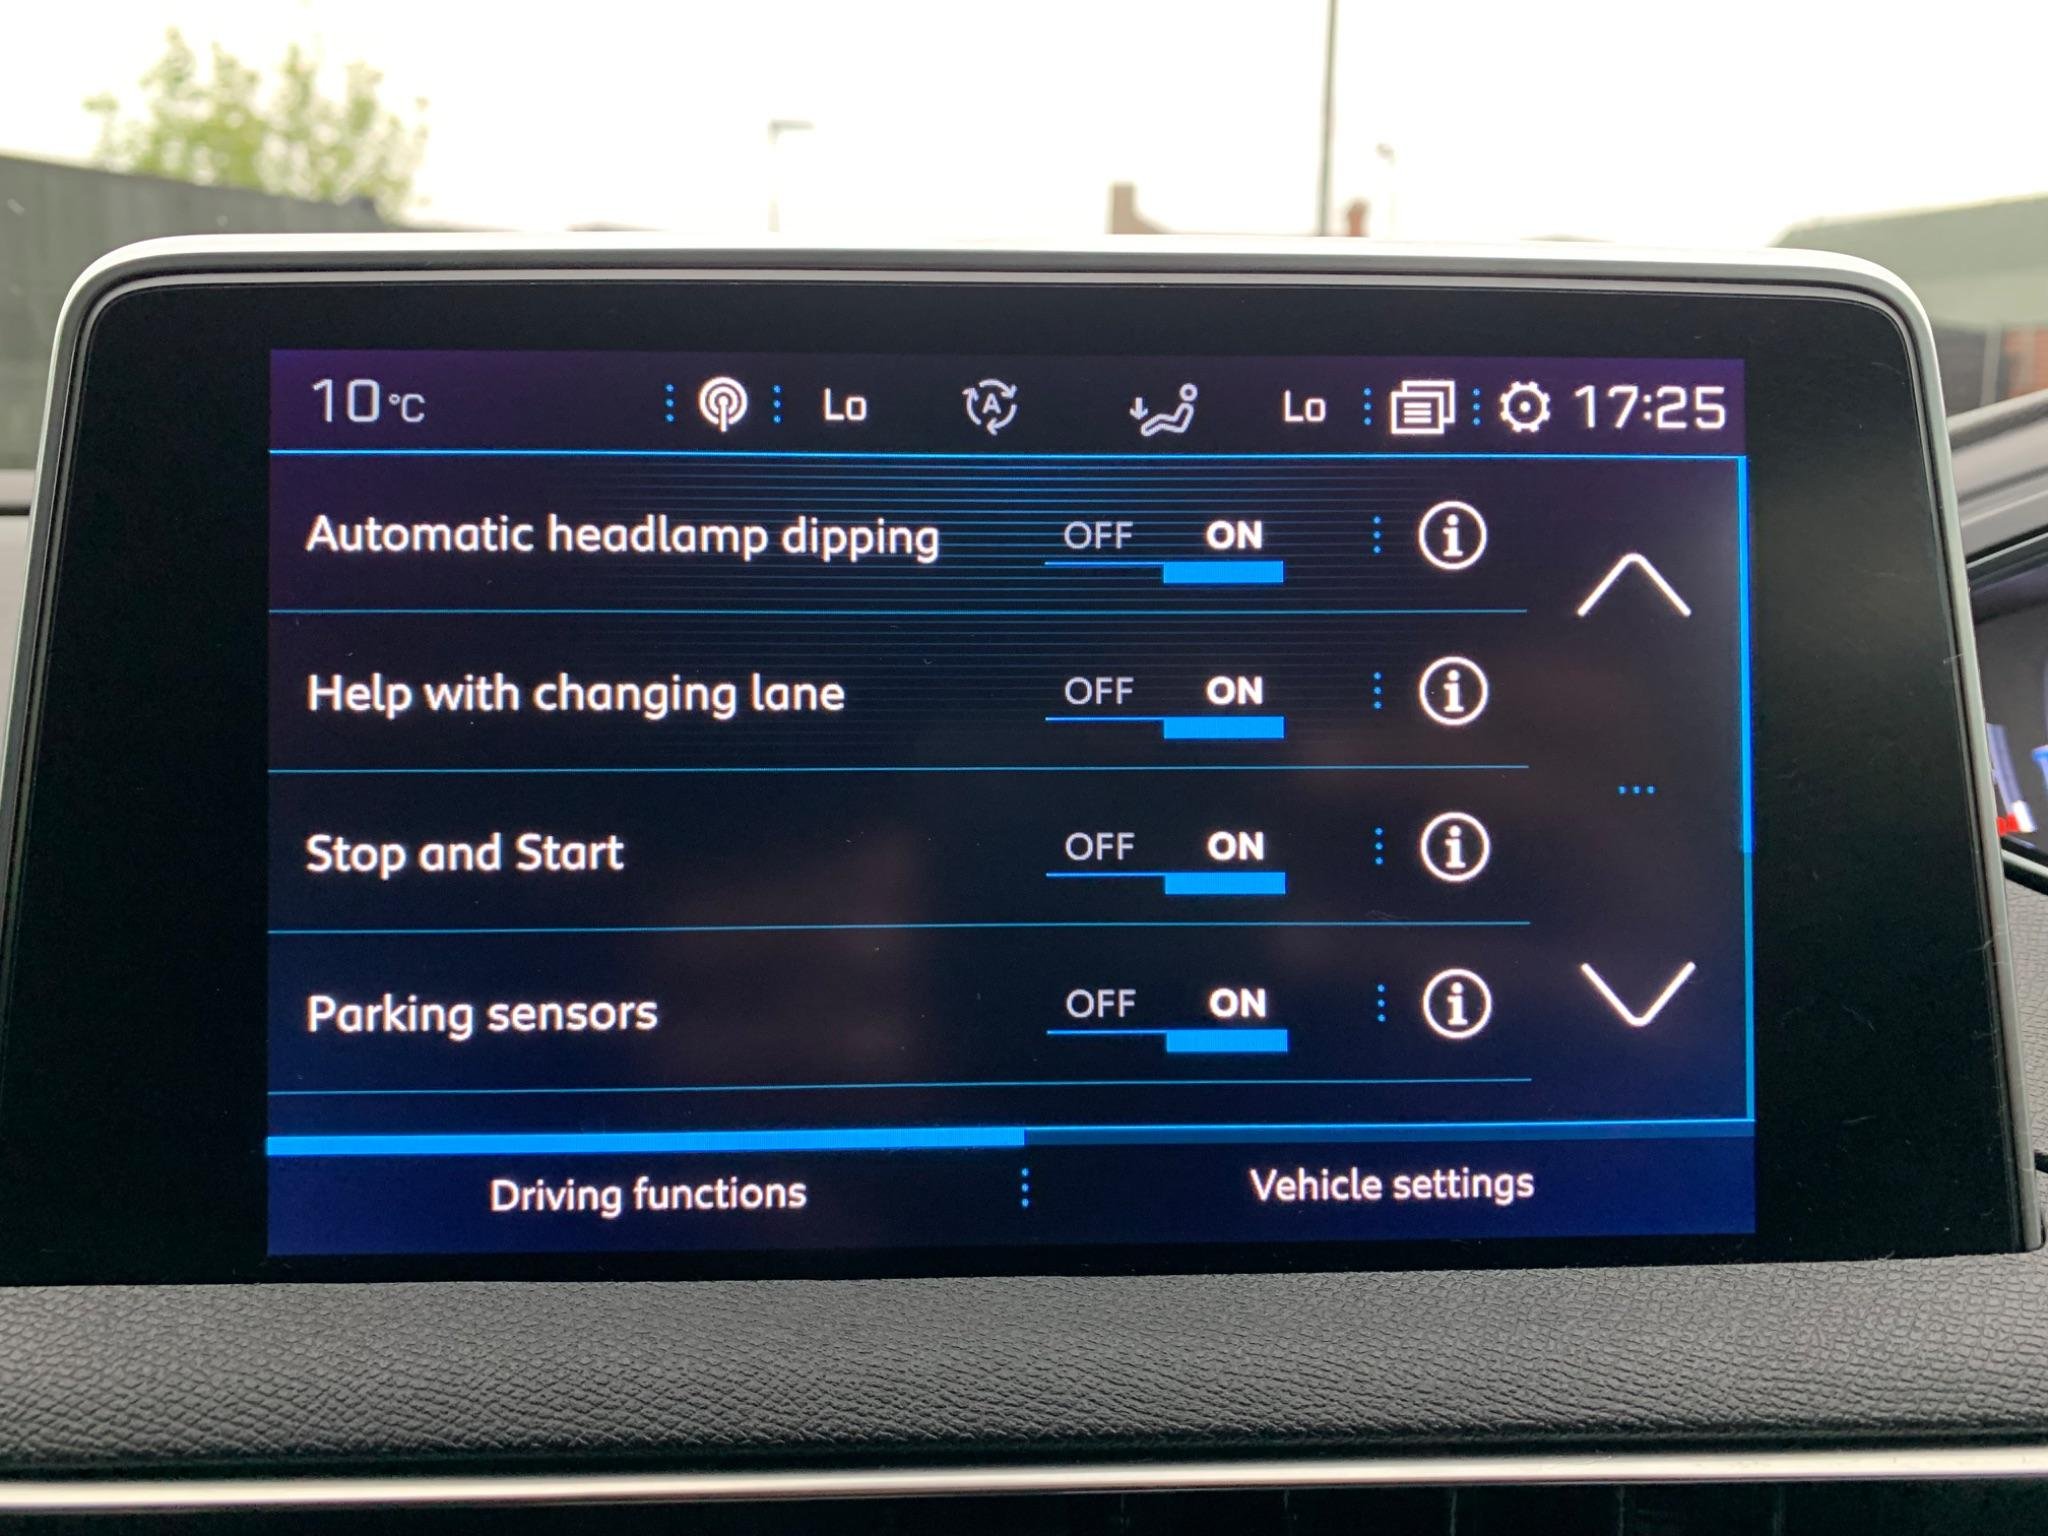 10°C Lo A Lo 17:25
Automatic headlamp dipping OFF ON i
Help with changing lane OFF ON i
Stop and Start OFF ON i
Parking sensors OFF ON i
Driving functions Vehicle settings